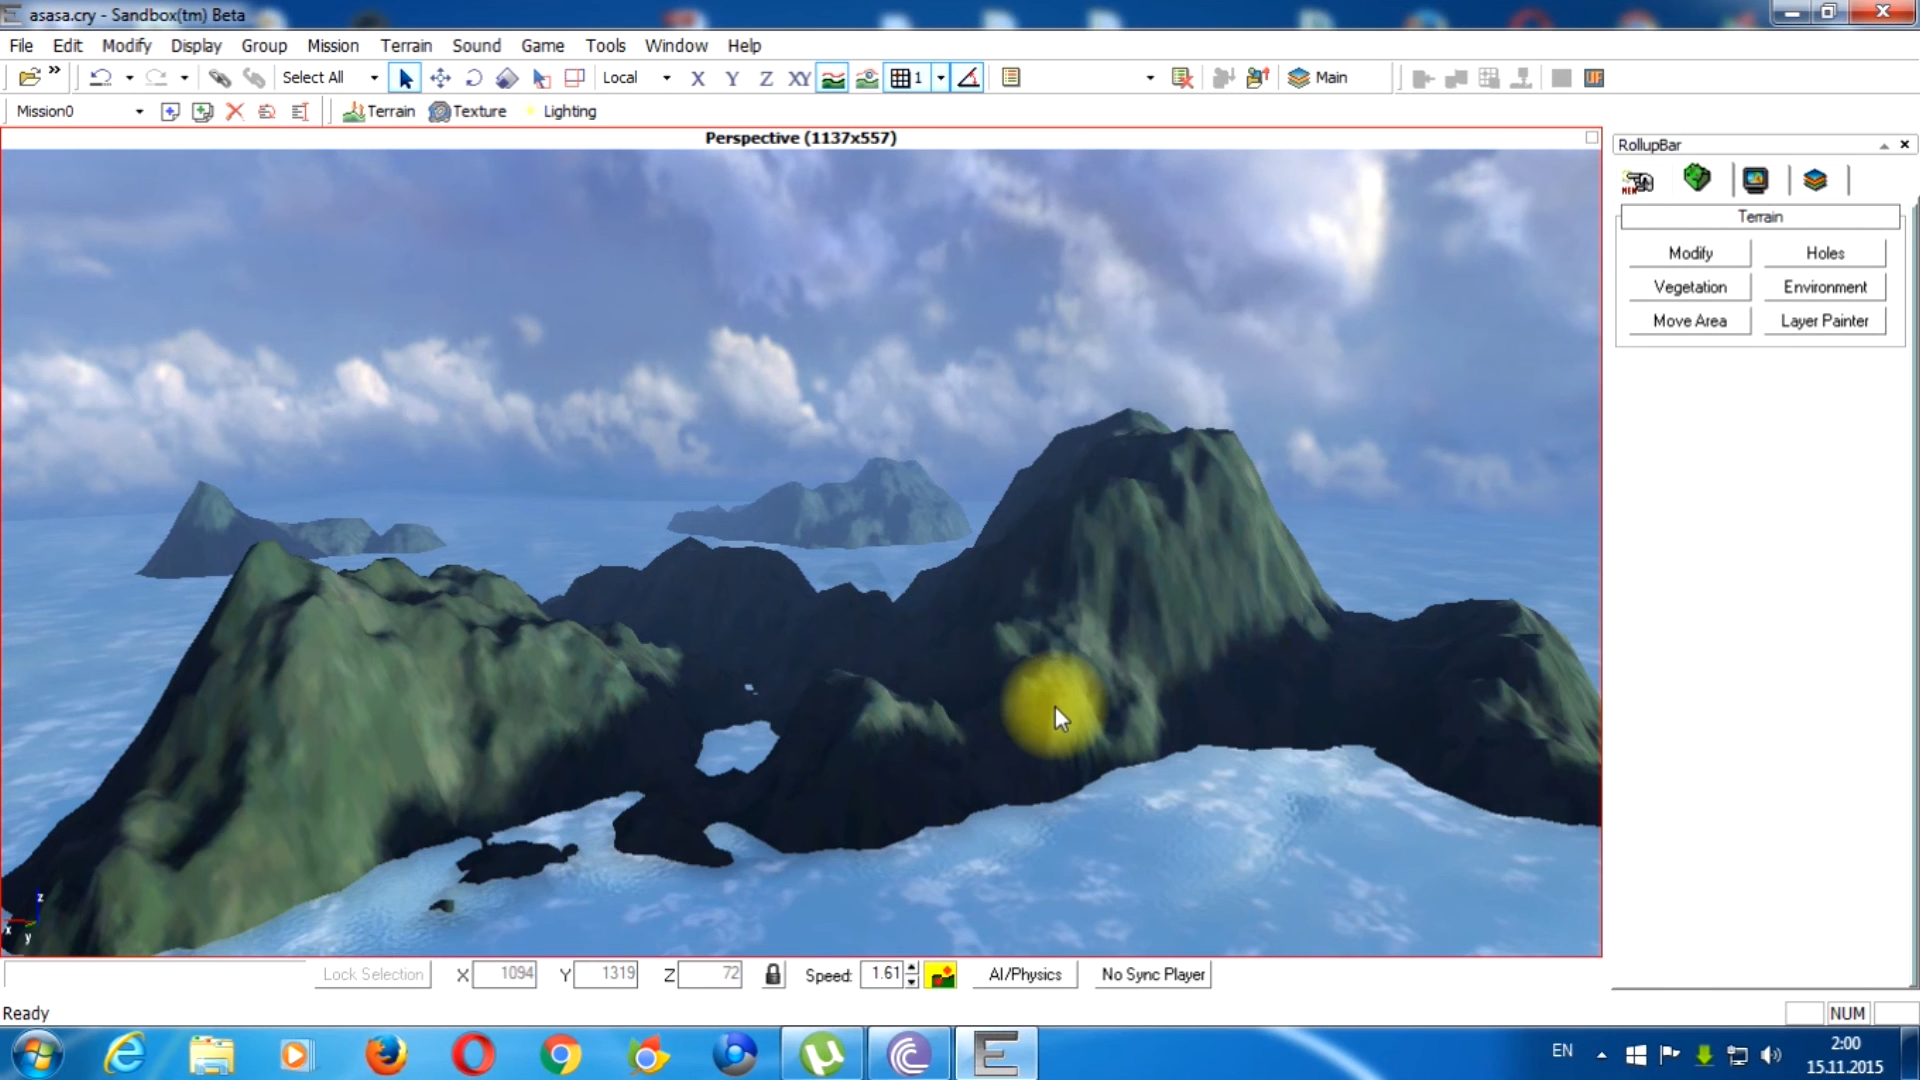 asasa.cry - Sandbox(tm) Beta
File Edit Modify Display Group Mission Terrain Sound Game Tools Window Help
Select All Local X Y Z XY 1 Main
Mission0 Terrain Texture Lighting
Perspective (1137x557)
RollupBar
NEW
Terrain
Modify Holes
Vegetation Environment
Move Area Layer Painter
z
x
y
Lock Selection X 1094 Y 1319 Z 72 Speed: 1.61 AI/Physics No Sync Player
Ready NUM
EN 2:00
15.11.2015